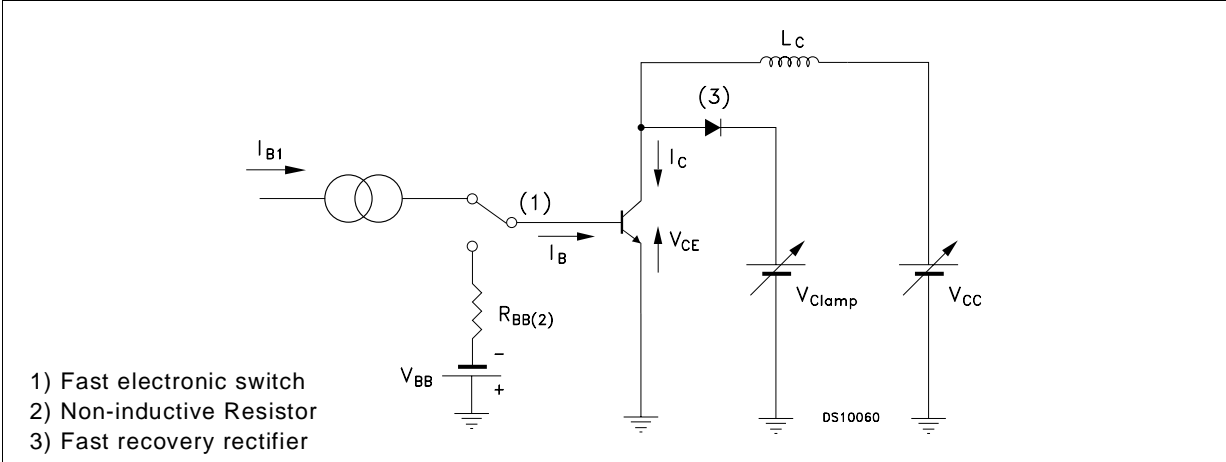 L_C
(3)
I_B1
I_C
(1)
V_CE
I_B
V_Clamp
V_CC
R_BB(2)
−
V_BB
+
1) Fast electronic switch
2) Non-inductive Resistor
3) Fast recovery rectifier
DS10060